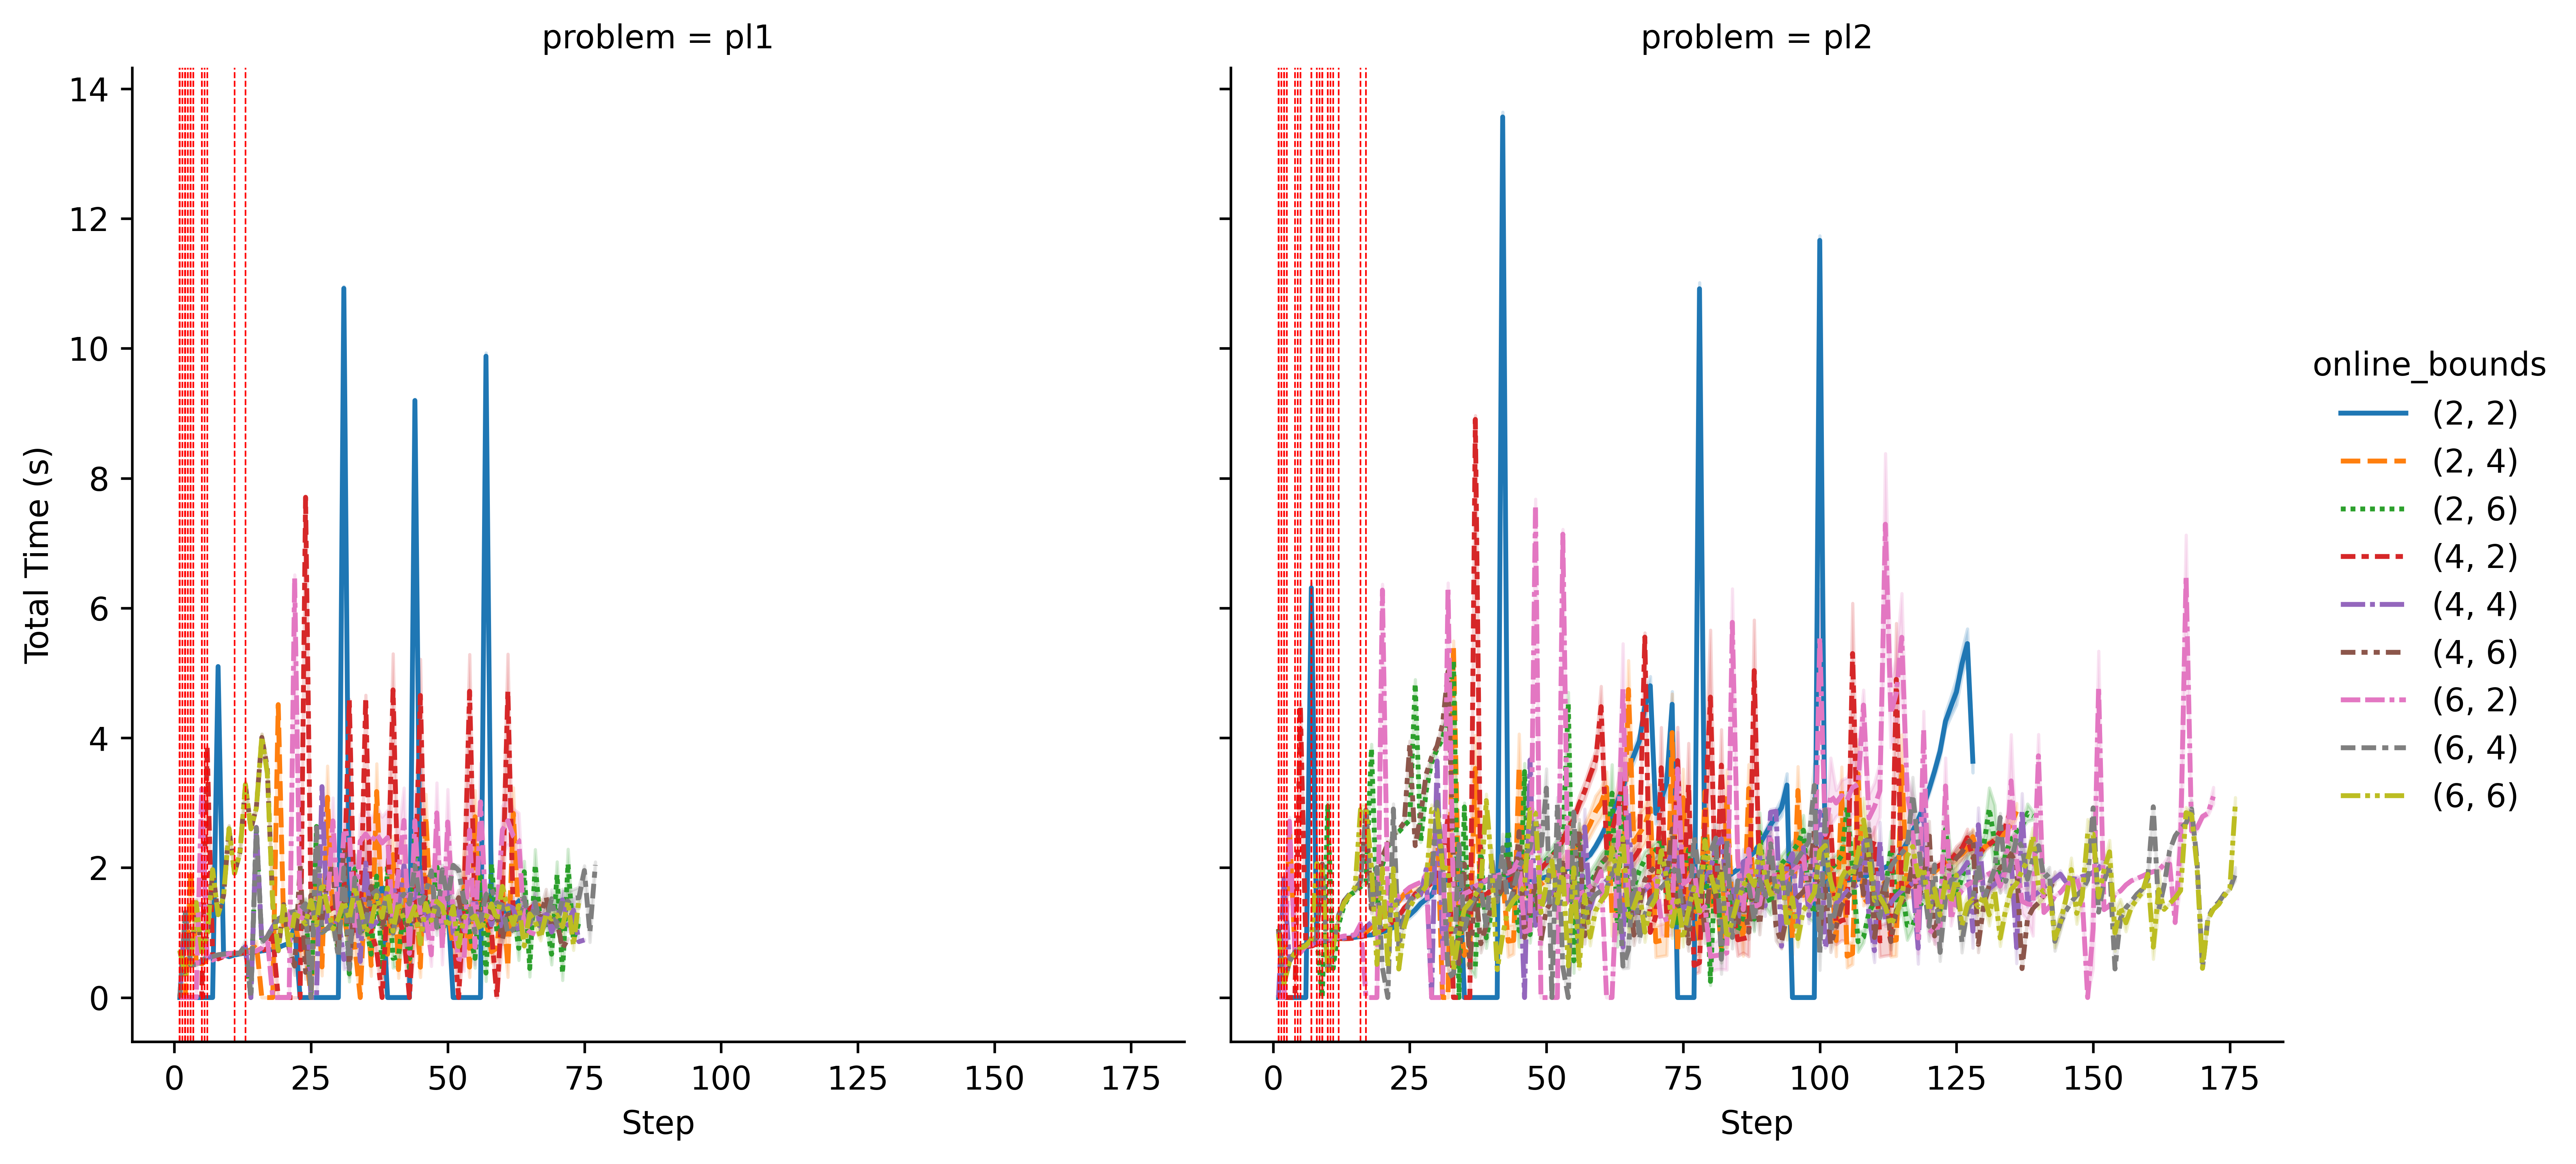 problem = pl1
problem = pl2
14
12
10
8
6
4
2
0
Total Time (s)
0 25 50 75 100 125 150 175
0 25 50 75 100 125 150 175
Step
Step
online_bounds
(2, 2)
(2, 4)
(2, 6)
(4, 2)
(4, 4)
(4, 6)
(6, 2)
(6, 4)
(6, 6)